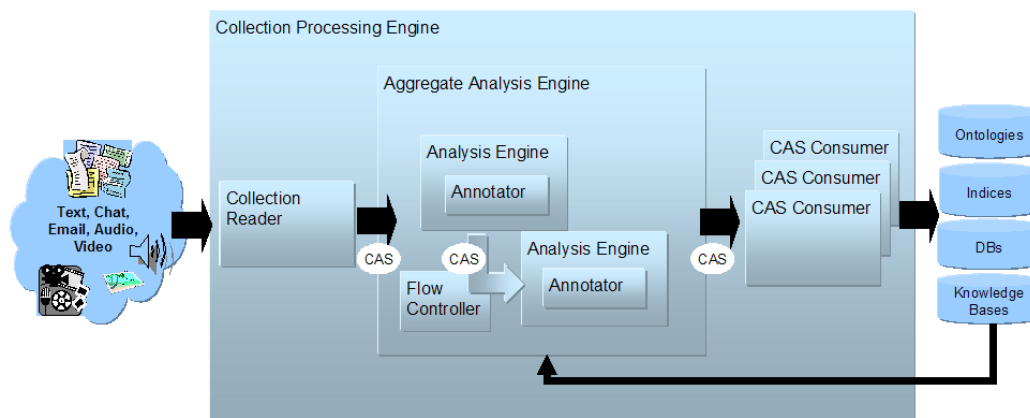 Collection Processing Engine
Aggregate Analysis Engine
Text, Chat,
Email, Audio,
Video
Collection
Reader
CAS
Analysis Engine
Annotator
CAS
Flow
Controller
Analysis Engine
Annotator
CAS
CAS Consumer
CAS Consumer
CAS Consumer
Ontologies
Indices
DBs
Knowledge
Bases